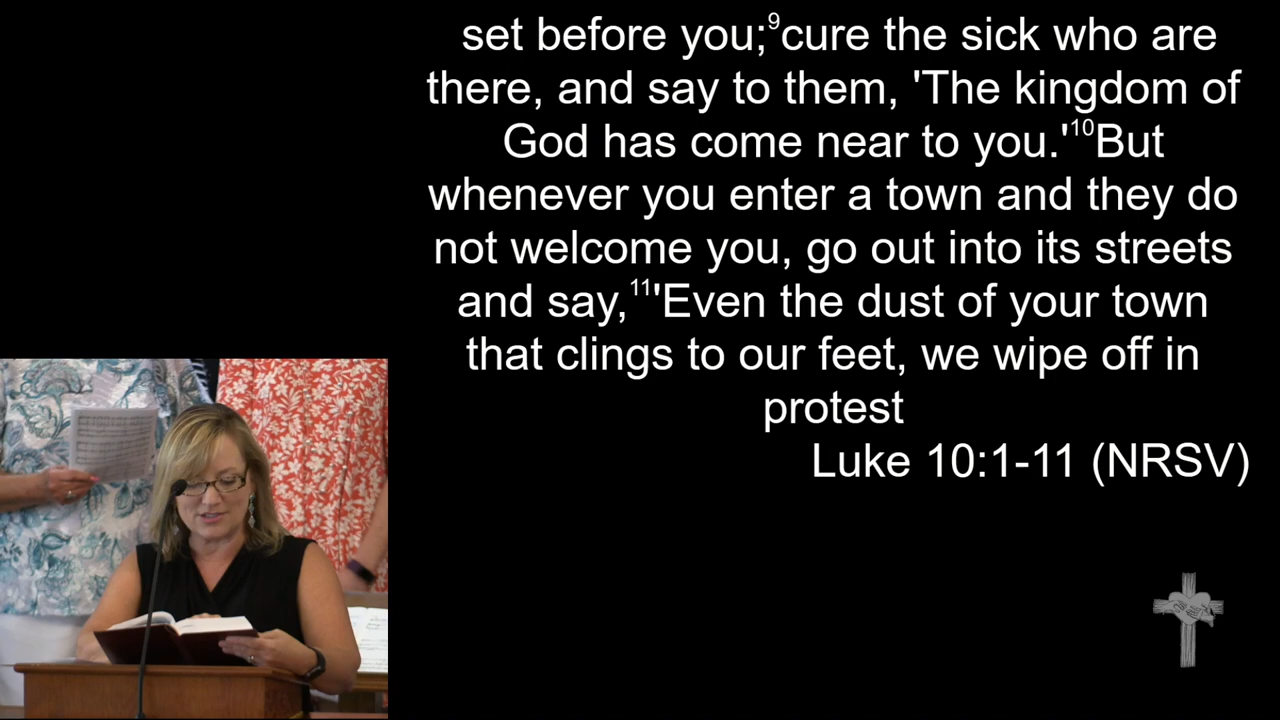 set before you;⁹cure the sick who are
there, and say to them, 'The kingdom of
God has come near to you.'¹⁰But
whenever you enter a town and they do
not welcome you, go out into its streets
and say,¹¹'Even the dust of your town
that clings to our feet, we wipe off in
protest
Luke 10:1-11 (NRSV)